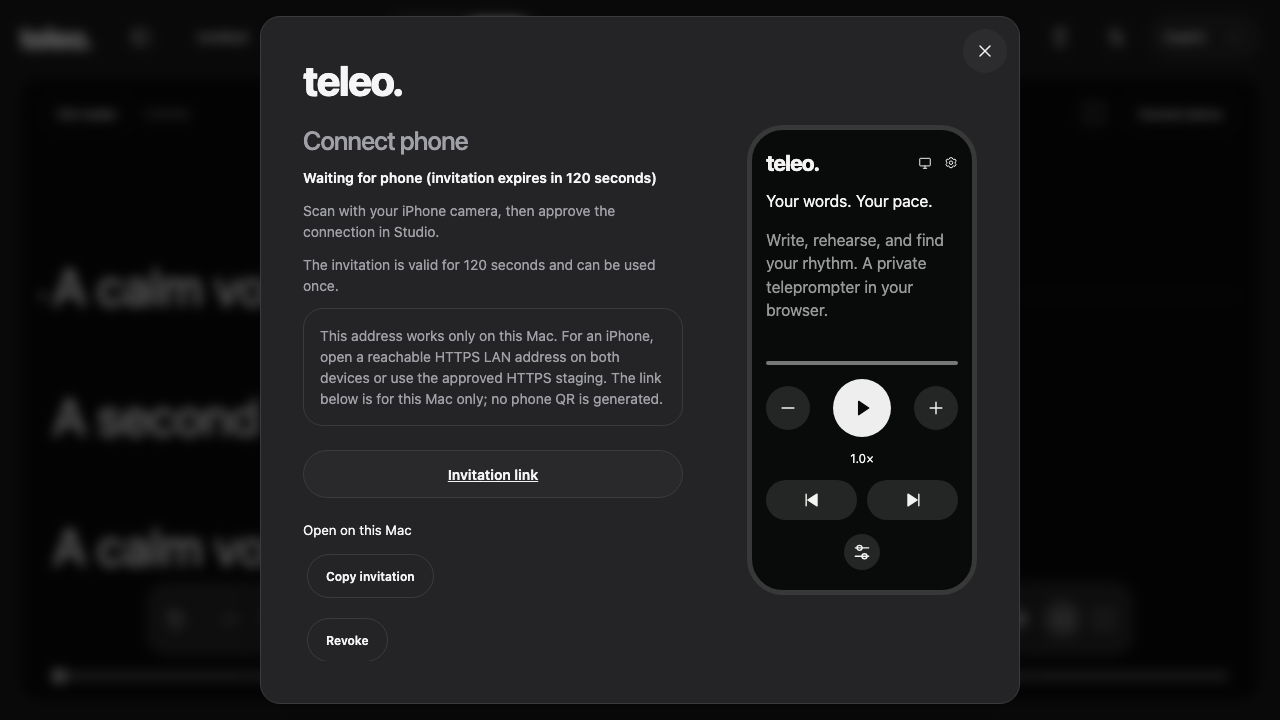 teleo.
Connect phone
Waiting for phone (invitation expires in 120 seconds)
Scan with your iPhone camera, then approve the
connection in Studio.
The invitation is valid for 120 seconds and can be used
once.
This address works only on this Mac. For an iPhone,
open a reachable HTTPS LAN address on both
devices or use the approved HTTPS staging. The link
below is for this Mac only; no phone QR is generated.
Invitation link
Open on this Mac
Copy invitation
Revoke
teleo.
Your words. Your pace.
Write, rehearse, and find
your rhythm. A private
teleprompter in your
browser.
1.0×
A calm
A second
A calm